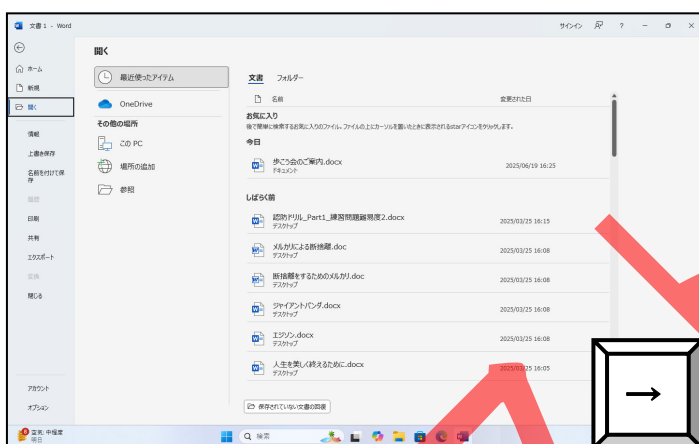 文書 1 - Word
サインイン
?
開く
ホーム
新規
開く
情報
上書き保存
名前を付けて保存
履歴
印刷
共有
エクスポート
変換
閉じる
アカウント
オプション
最近使ったアイテム
OneDrive
その他の場所
この PC
場所の追加
参照
文書 フォルダー
名前 変更された日
お気に入り
後で簡単に検索するお気に入りのファイル。ファイルの上にカーソルを置いたときに表示されるstarアイコンをクリックします。
今日
歩こう会のご案内.docx 2025/06/19 16:25
ドキュメント
しばらく前
認防ドリル_Part1_練習問題難易度2.docx 2025/03/25 16:15
デスクトップ
メルカリによる断捨離.doc 2025/03/25 16:08
デスクトップ
断捨離をするためのメルカリ.doc 2025/03/25 16:08
デスクトップ
ジャイアントパンダ.docx 2025/03/25 16:08
デスクトップ
エジソン.docx 2025/03/25 16:08
デスクトップ
人生を美しく終えるために.docx 2025/03/25 16:05
デスクトップ
保存されていない文書の回復
→
空気: 中程度
明日
検索